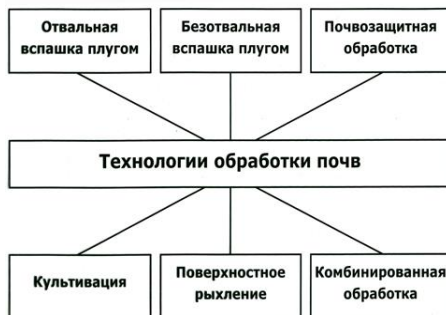 Отвальная
вспашка плугом
Безотвальная
вспашка плугом
Почвозащитная
обработка
Технологии обработки почв
Культивация
Поверхностное
рыхление
Комбинированная
обработка